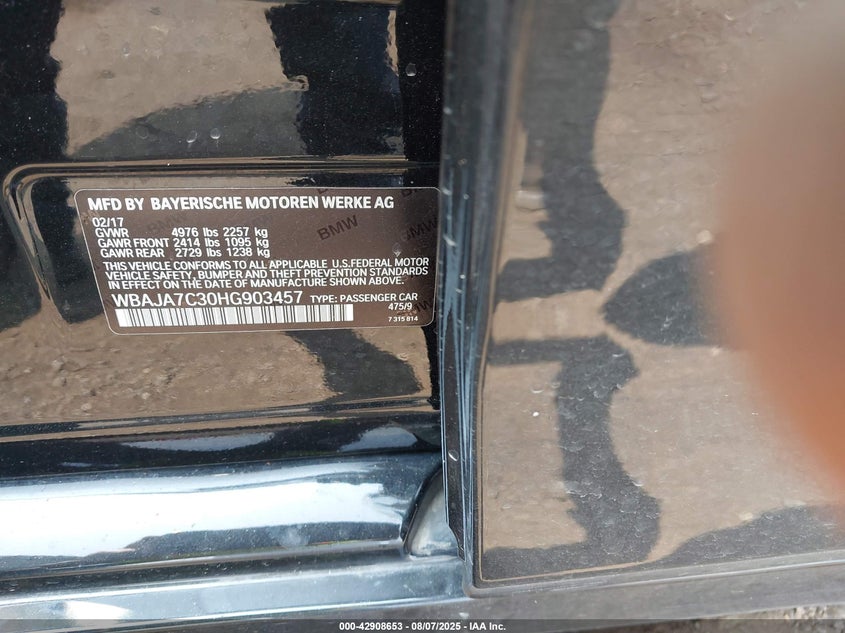 MFD BY BAYERISCHE MOTOREN WERKE AG
02/17
GVWR 4976 lbs 2257 kg
GAWR FRONT 2414 lbs 1095 kg
GAWR REAR 2729 lbs 1238 kg
THIS VEHICLE CONFORMS TO ALL APPLICABLE U.S.FEDERAL MOTOR
VEHICLE SAFETY, BUMPER AND THEFT PREVENTION STANDARDS
IN EFFECT ON THE DATE OF MANUFACTURE SHOWN ABOVE.
WBAJA7C30HG903457 TYPE: PASSENGER CAR
475/9
7 315 814
BMW
BMW
BMW
000-42908653 - 08/07/2025 - IAA Inc.